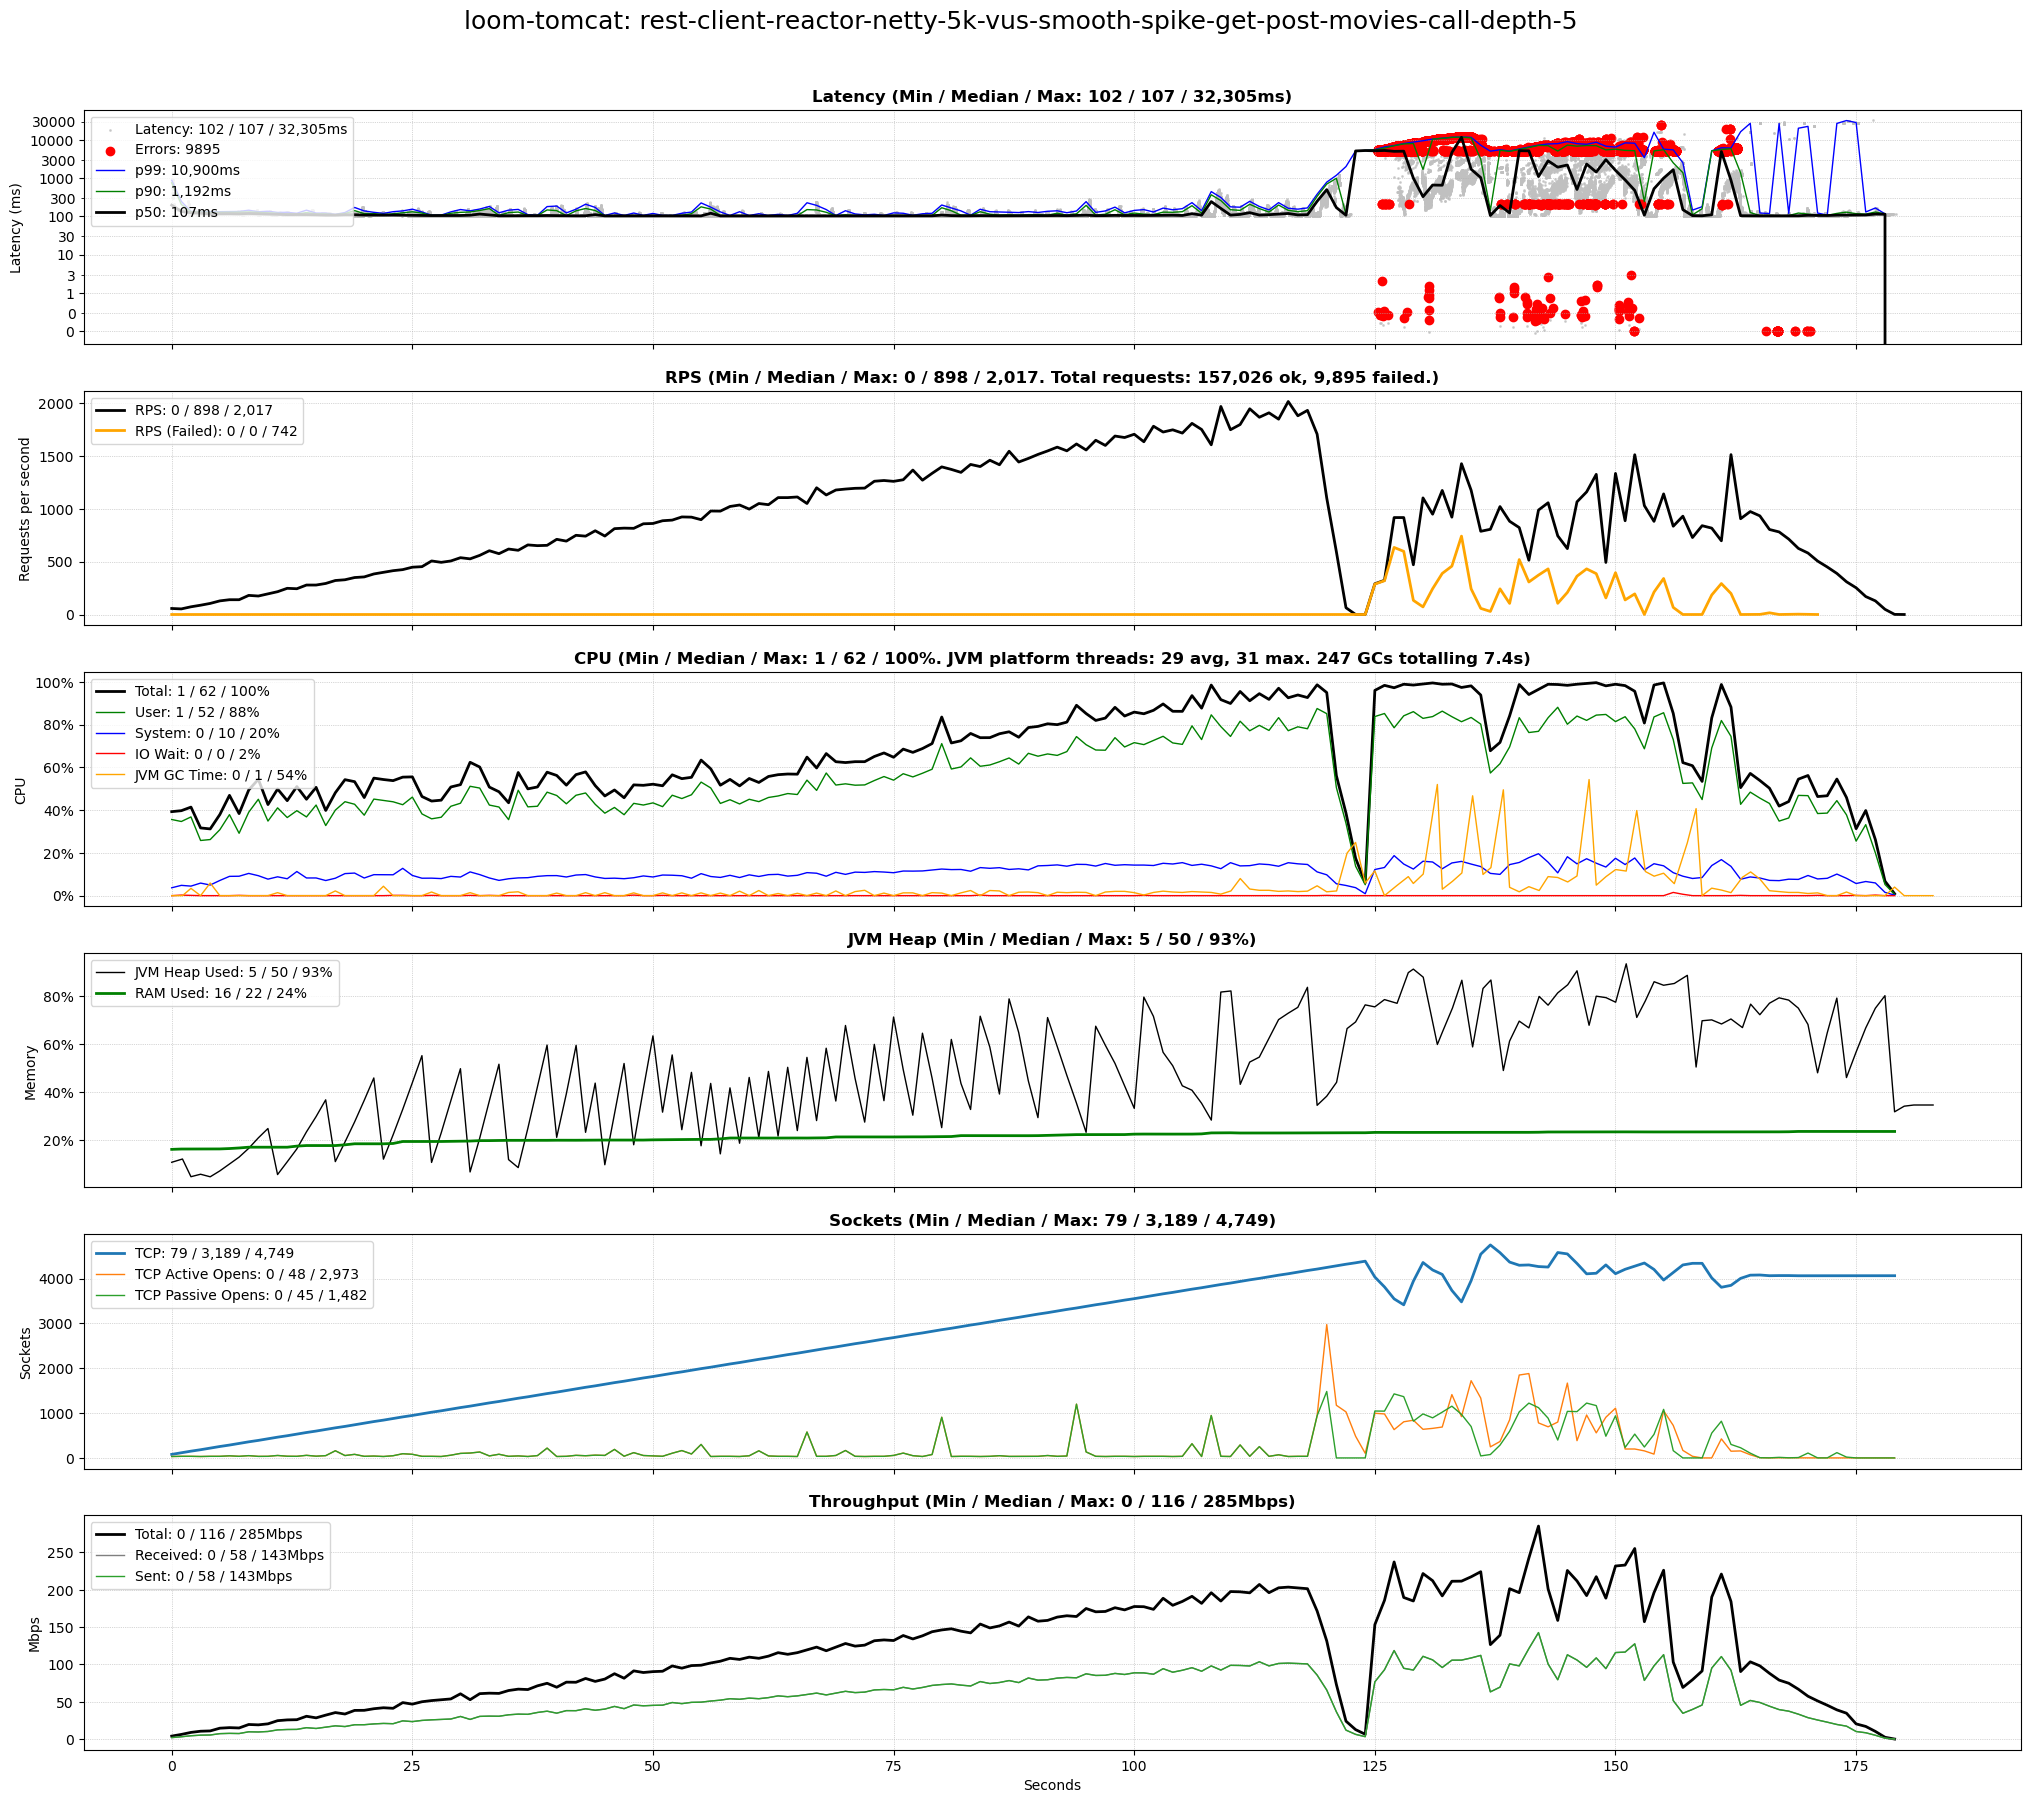 loom-tomcat: rest-client-reactor-netty-5k-vus-smooth-spike-get-post-movies-call-depth-5
Latency (Min / Median / Max: 102 / 107 / 32,305ms)
Latency (ms)
30000
10000
3000
1000
300
100
30
10
3
1
0
0
Latency: 102 / 107 / 32,305ms
Errors: 9895
p99: 10,900ms
p90: 1,192ms
p50: 107ms
RPS (Min / Median / Max: 0 / 898 / 2,017. Total requests: 157,026 ok, 9,895 failed.)
Requests per second
2000
1500
1000
500
0
RPS: 0 / 898 / 2,017
RPS (Failed): 0 / 0 / 742
CPU (Min / Median / Max: 1 / 62 / 100%. JVM platform threads: 29 avg, 31 max. 247 GCs totalling 7.4s)
CPU
100%
80%
60%
40%
20%
0%
Total: 1 / 62 / 100%
User: 1 / 52 / 88%
System: 0 / 10 / 20%
IO Wait: 0 / 0 / 2%
JVM GC Time: 0 / 1 / 54%
JVM Heap (Min / Median / Max: 5 / 50 / 93%)
Memory
80%
60%
40%
20%
JVM Heap Used: 5 / 50 / 93%
RAM Used: 16 / 22 / 24%
Sockets (Min / Median / Max: 79 / 3,189 / 4,749)
Sockets
4000
3000
2000
1000
0
TCP: 79 / 3,189 / 4,749
TCP Active Opens: 0 / 48 / 2,973
TCP Passive Opens: 0 / 45 / 1,482
Throughput (Min / Median / Max: 0 / 116 / 285Mbps)
Mbps
250
200
150
100
50
0
Total: 0 / 116 / 285Mbps
Received: 0 / 58 / 143Mbps
Sent: 0 / 58 / 143Mbps
0 25 50 75 100 125 150 175
Seconds